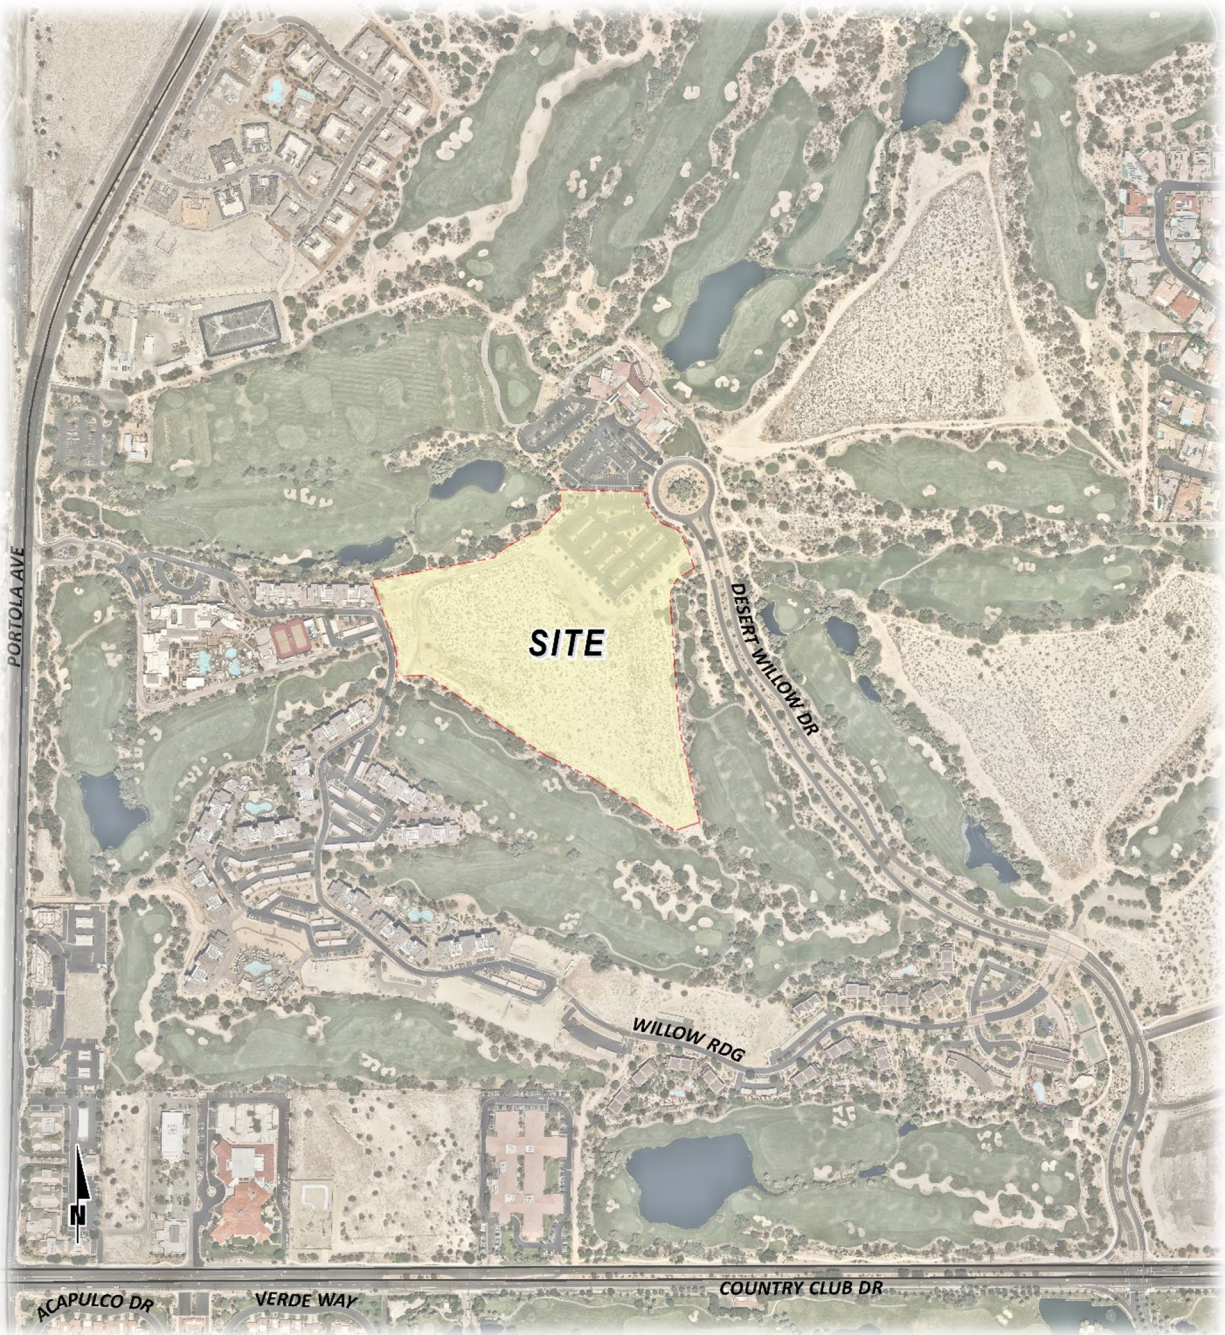 PORTOLA AVE
SITE
DESERT WILLOW DR
WILLOW RDG
N
COUNTRY CLUB DR
ACAPULCO DR
VERDE WAY